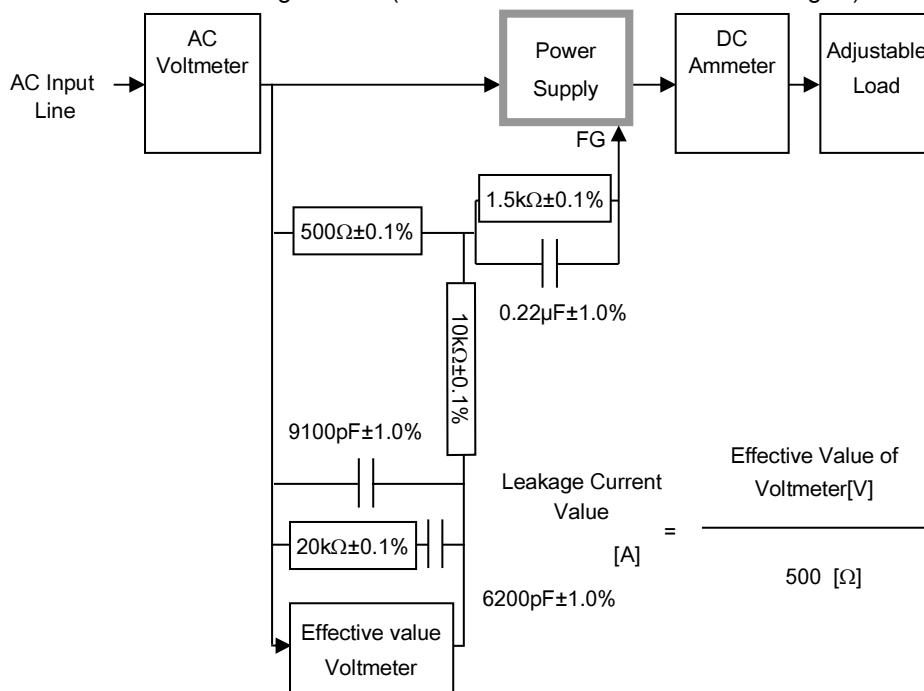 AC
Voltmeter
Power
Supply
DC
Ammeter
Adjustable
Load
AC Input
Line
FG
1.5kΩ±0.1%
500Ω±0.1%
0.22µF±1.0%
10kΩ±0.1%
9100pF±1.0%
Effective Value of
Voltmeter[V]
Leakage Current
Value
[A]
=
500 [Ω]
20kΩ±0.1%
6200pF±1.0%
Effective value
Voltmeter